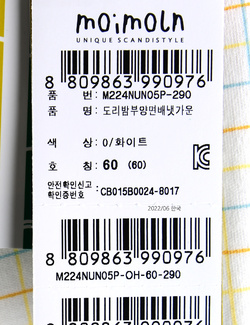 moimoln
UNIQUE SCANDISTYLE
8 809863 990976
품 번: M224NUN05P-290
품 명: 도리밤부망면배냇가운
색 상: 0/화이트
호 칭: 60 (60)
안전확인신고
확인증번호 :CB015B0024-8017
2022/06 한국
8 809863 990976
M224NUN05P-OH-60-290